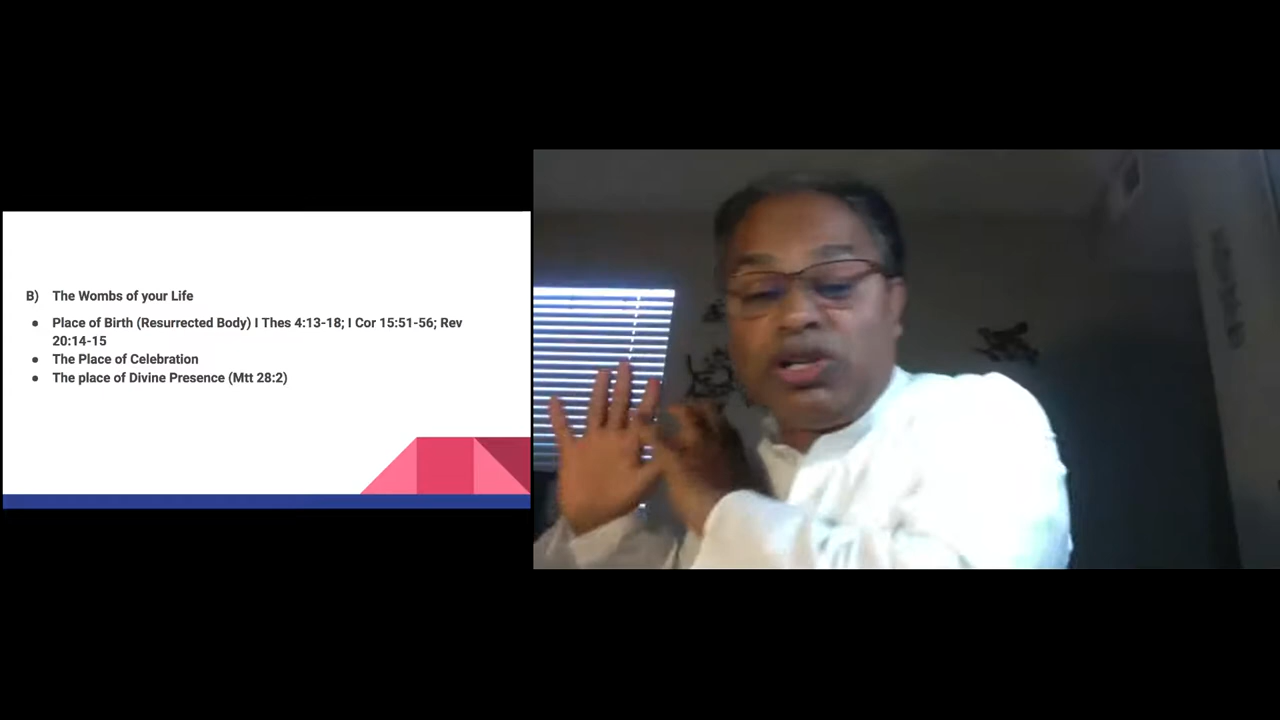 B) The Wombs of your Life
● Place of Birth (Resurrected Body) I Thes 4:13-18; I Cor 15:51-56; Rev
20:14-15
● The Place of Celebration
● The place of Divine Presence (Mtt 28:2)